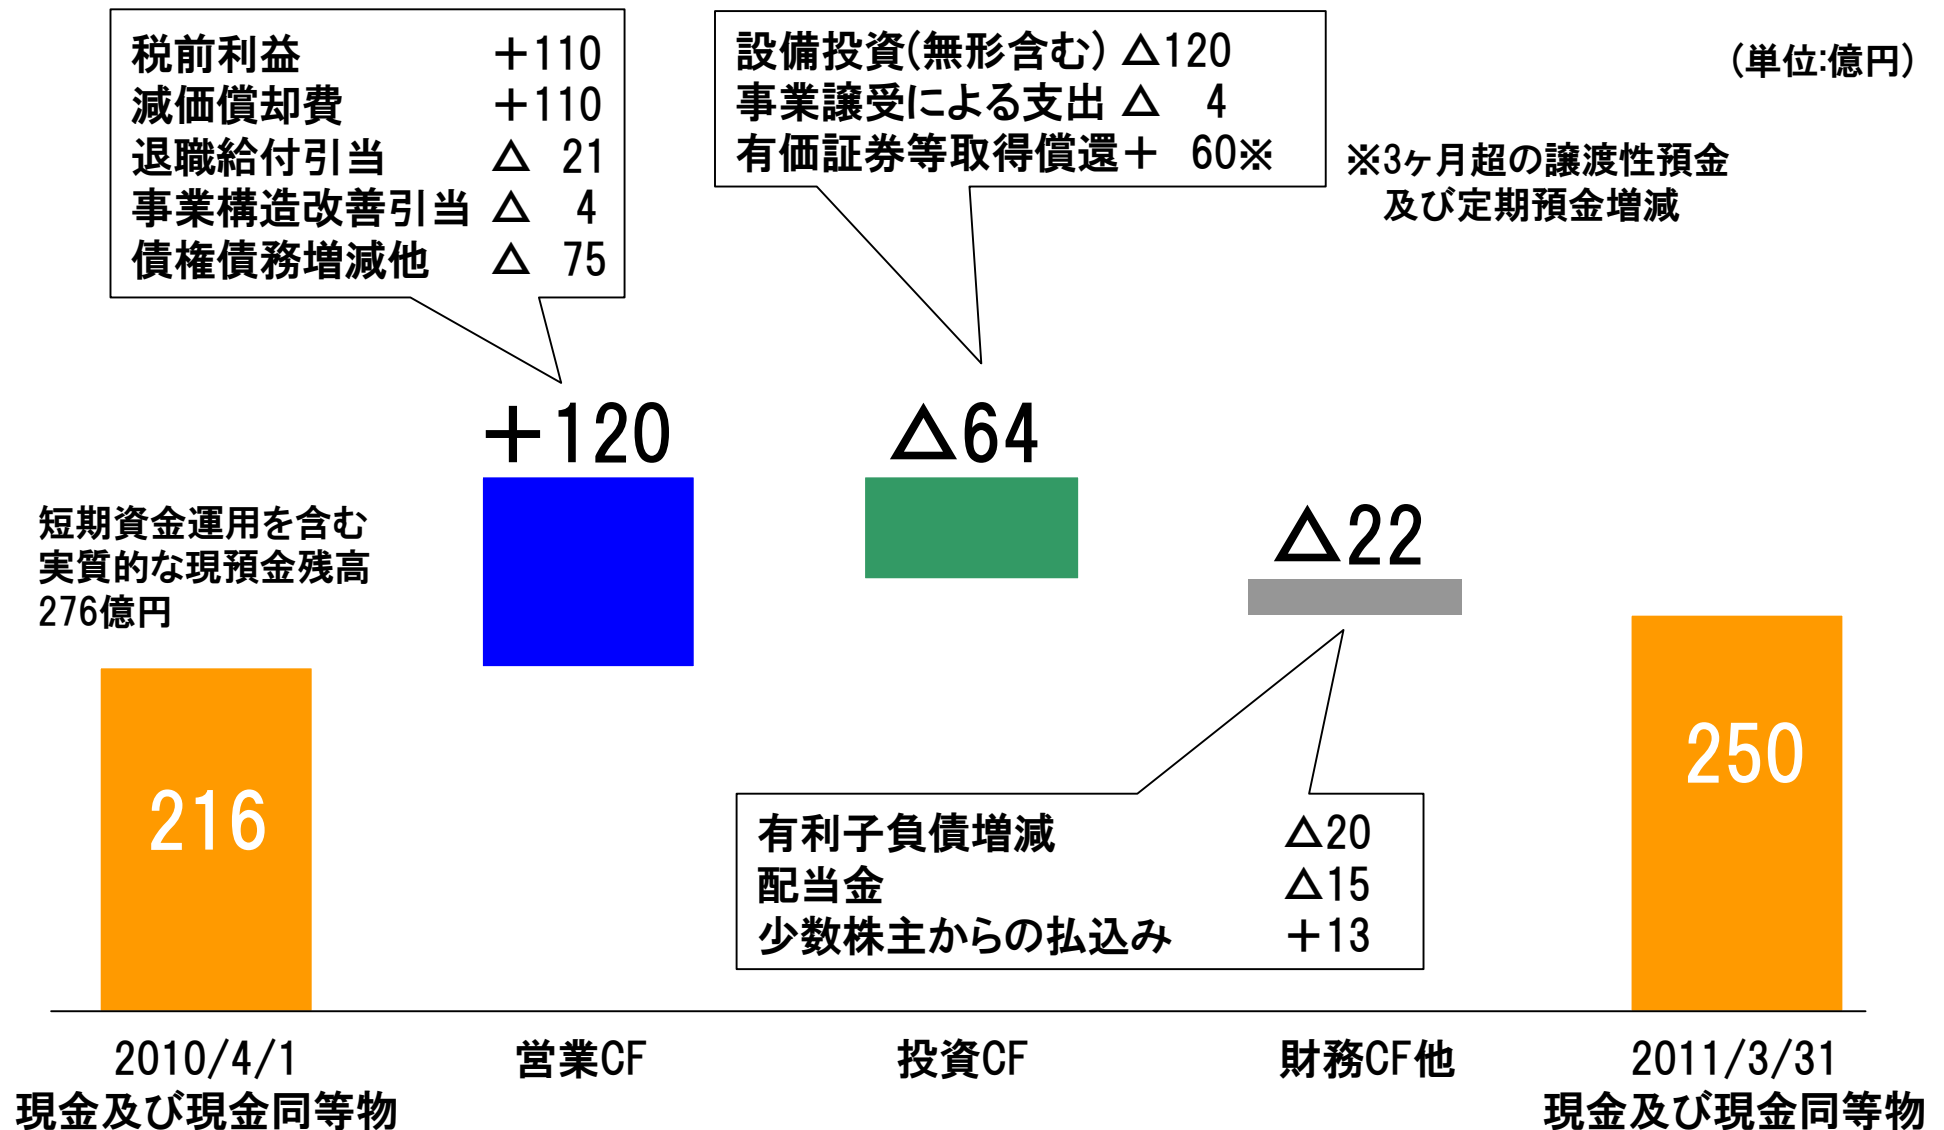 税前利益 ＋110
減価償却費 ＋110
退職給付引当 △ 21
事業構造改善引当 △ 4
債権債務増減他 △ 75
設備投資(無形含む) △120
事業譲受による支出 △ 4
有価証券等取得償還＋ 60※
(単位:億円)
※3ヶ月超の譲渡性預金
及び定期預金増減
＋120
△64
△22
短期資金運用を含む
実質的な現預金残高
276億円
216
250
有利子負債増減 △20
配当金 △15
少数株主からの払込み ＋13
2010/4/1
現金及び現金同等物
営業CF
投資CF
財務CF他
2011/3/31
現金及び現金同等物